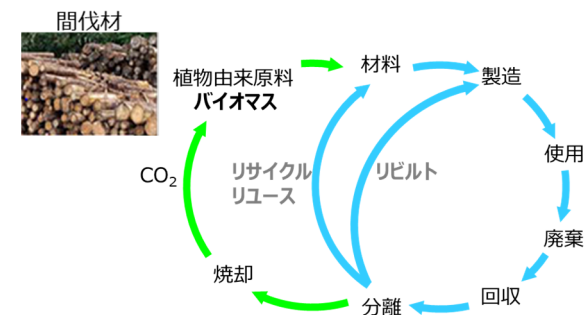 間伐材
植物由来原料
バイオマス
材料
製造
使用
廃棄
回収
分離
焼却
CO₂
リサイクル
リユース
リビルト